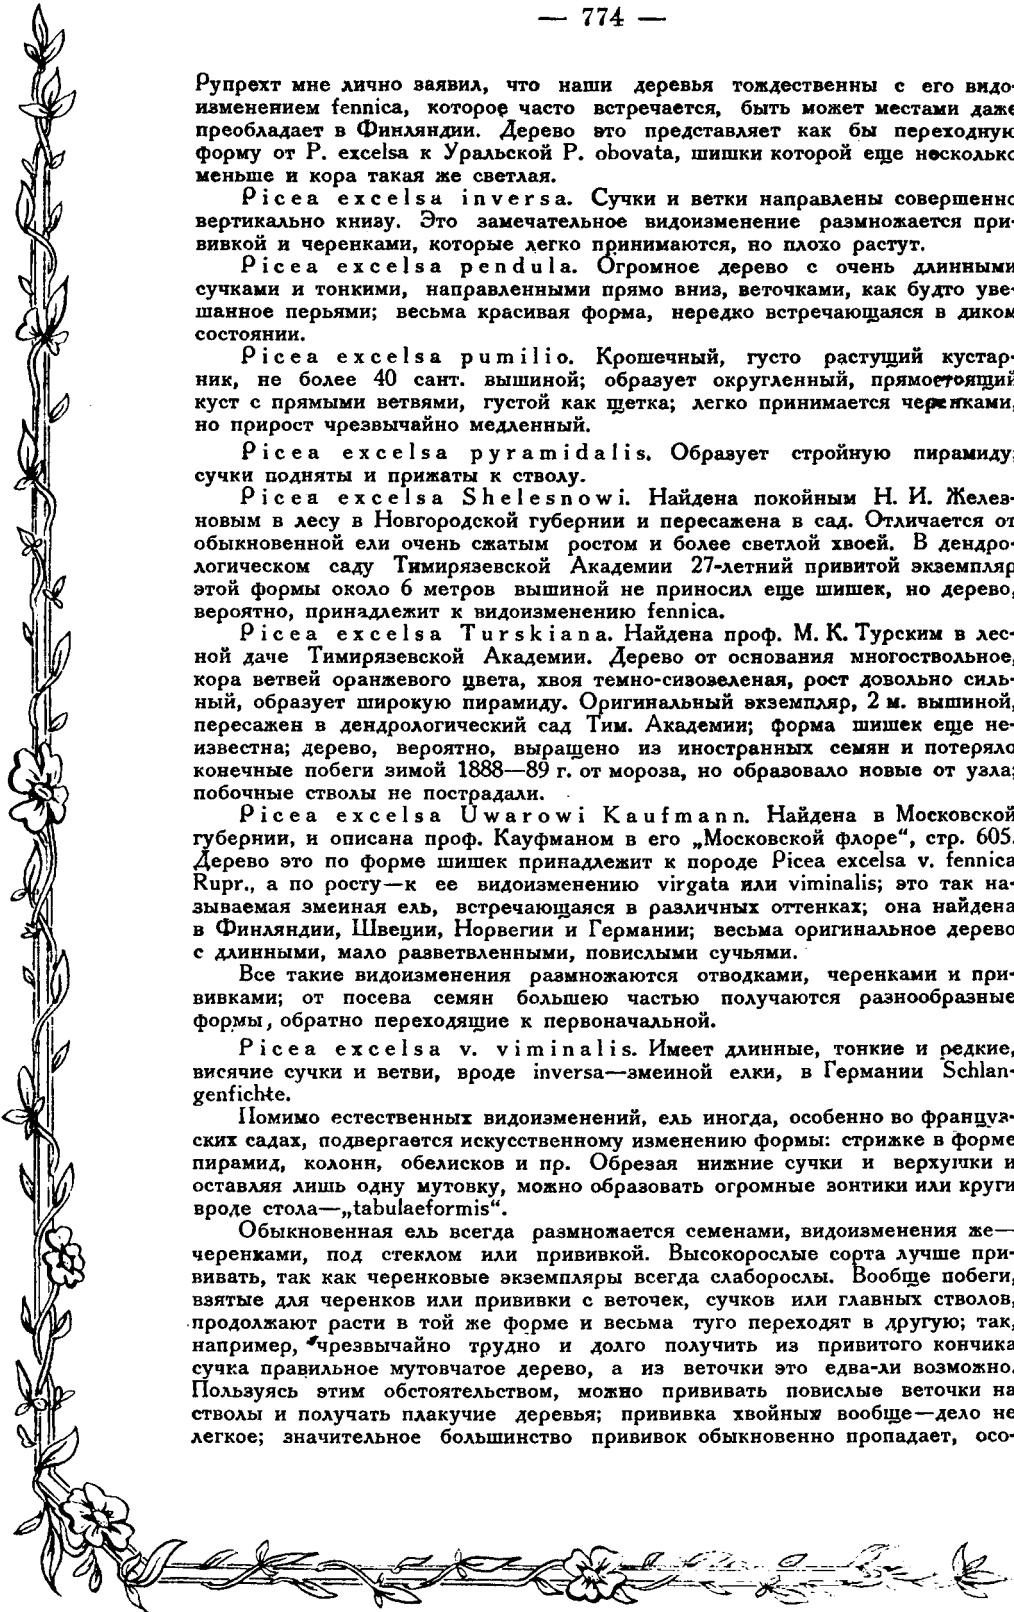 — 774 —
Рупрехт мне лично заявил, что наши деревья тождественны с его видо-
изменением fennica, которое часто встречается, быть может местами даже
преобладает в Финляндии. Дерево это представляет как бы переходную
форму от P. excelsa к Уральской P. obovata, шишки которой еще несколько
меньше и кора такая же светлая.
Picea excelsa inversa. Сучки и ветки направлены совершенно
вертикально книзу. Это замечательное видоизменение размножается при-
вивкой и черенками, которые легко принимаются, но плохо растут.
Picea excelsa pendula. Огромное дерево с очень длинными
сучками и тонкими, направленными прямо вниз, веточками, как будто уве-
шанное перьями; весьма красивая форма, нередко встречающаяся в диком
состоянии.
Picea excelsa pumilio. Крошечный, густо растущий кустар-
ник, не более 40 сант. вышиной; образует округленный, прямостоящий
куст с прямыми ветвями, густой как щетка; легко принимается черенками,
но прирост чрезвычайно медленный.
Picea excelsa pyramidalis. Образует стройную пирамиду;
сучки подняты и прижаты к стволу.
Picea excelsa Shelesnowi. Найдена покойным Н. И. Желез-
новым в лесу в Новгородской губернии и пересажена в сад. Отличается от
обыкновенной ели очень сжатым ростом и более светлой хвоей. В дендро-
логическом саду Тимирязевской Академии 27-летний привитой экземпляр
этой формы около 6 метров вышиной не приносил еще шишек, но дерево,
вероятно, принадлежит к видоизменению fennica.
Picea excelsa Turskiana. Найдена проф. М. К. Турским в лес-
ной даче Тимирязевской Академии. Дерево от основания многоствольное,
кора ветвей оранжевого цвета, хвоя темно-сизозеленая, рост довольно силь-
ный, образует широкую пирамиду. Оригинальный экземпляр, 2 м. вышиной,
пересажен в дендрологический сад Тим. Академии; форма шишек еще не-
известна; дерево, вероятно, выращено из иностранных семян и потеряло
конечные побеги зимой 1888—89 г. от мороза, но образовало новые от узла;
побочные стволы не пострадали.
Picea excelsa Uwarowi Kaufmann. Найдена в Московской
губернии, и описана проф. Кауфманом в его „Московской флоре“, стр. 605.
Дерево это по форме шишек принадлежит к породе Picea excelsa v. fennica
Rupr., а по росту—к ее видоизменению virgata или viminalis; это так на-
зываемая змеиная ель, встречающаяся в различных оттенках; она найдена
в Финляндии, Швеции, Норвегии и Германии; весьма оригинальное дерево
с длинными, мало разветвленными, повислыми сучьями.
Все такие видоизменения размножаются отводками, черенками и при-
вивками; от посева семян большею частью получаются разнообразные
формы, обратно переходящие к первоначальной.
Picea excelsa v. viminalis. Имеет длинные, тонкие и редкие,
висячие сучки и ветви, вроде inversa—змеиной елки, в Германии Schlan-
genfichte.
Помимо естественных видоизменений, ель иногда, особенно во француз-
ских садах, подвергается искусственному изменению формы: стрижке в форме
пирамид, колонн, обелисков и пр. Обрезая нижние сучки и верхушки и
оставляя лишь одну мутовку, можно образовать огромные зонтики или круги
вроде стола—„tabulaeformis“.
Обыкновенная ель всегда размножается семенами, видоизменения же—
черенками, под стеклом или прививкой. Высокорослые сорта лучше при-
вивать, так как черенковые экземпляры всегда слаборослы. Вообще побеги,
взятые для черенков или прививки с веточек, сучков или главных стволов,
продолжают расти в той же форме и весьма туго переходят в другую; так,
например, чрезвычайно трудно и долго получить из привитого кончика
сучка правильное мутовчатое дерево, а из веточки это едва-ли возможно.
Пользуясь этим обстоятельством, можно прививать повислые веточки на
стволы и получать плакучие деревья; прививка хвойных вообще—дело не
легкое; значительное большинство прививок обыкновенно пропадает, осо-